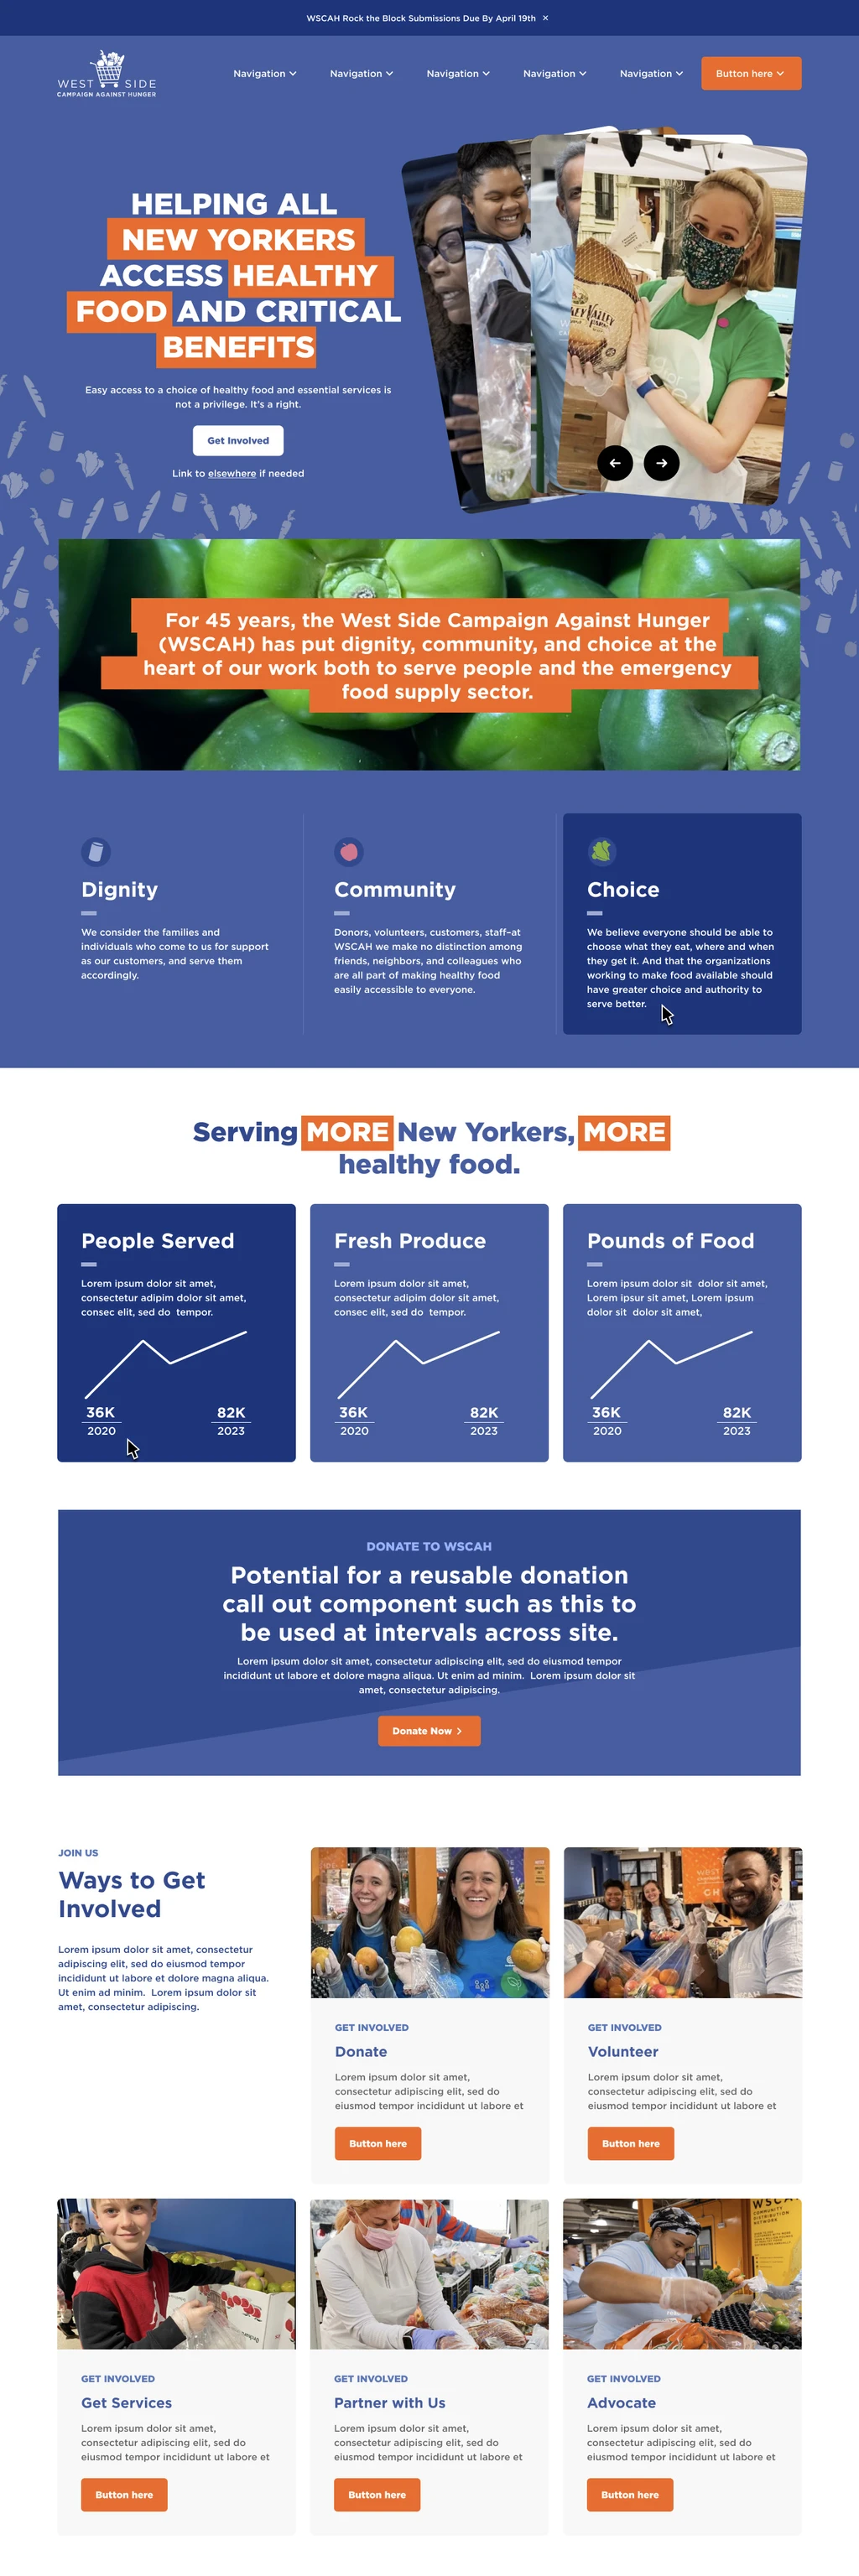 WSCAH Rock the Block Submissions Due By April 19th ✕
WEST SIDE
CAMPAIGN AGAINST HUNGER
Navigation
Navigation
Navigation
Navigation
Navigation
Button here
HELPING ALL
NEW YORKERS
ACCESS HEALTHY
FOOD AND CRITICAL
BENEFITS
Easy access to a choice of healthy food and essential services is
not a privilege. It's a right.
Get Involved
Link to elsewhere if needed
For 45 years, the West Side Campaign Against Hunger
(WSCAH) has put dignity, community, and choice at the
heart of our work both to serve people and the emergency
food supply sector.
Dignity
We consider the families and
individuals who come to us for support
as our customers, and serve them
accordingly.
Community
Donors, volunteers, customers, staff–at
WSCAH we make no distinction among
friends, neighbors, and colleagues who
are all part of making healthy food
easily accessible to everyone.
Choice
We believe everyone should be able to
choose what they eat, where and when
they get it. And that the organizations
working to make food available should
have greater choice and authority to
serve better.
Serving MORE New Yorkers, MORE
healthy food.
People Served
Lorem ipsum dolor sit amet,
consectetur adipim dolor sit amet,
consec elit, sed do tempor.
36K
2020
82K
2023
Fresh Produce
Lorem ipsum dolor sit amet,
consectetur adipim dolor sit amet,
consec elit, sed do tempor.
36K
2020
82K
2023
Pounds of Food
Lorem ipsum dolor sit dolor sit amet,
Lorem ipsur sit amet, Lorem ipsum
dolor sit dolor sit amet,
36K
2020
82K
2023
DONATE TO WSCAH
Potential for a reusable donation
call out component such as this to
be used at intervals across site.
Lorem ipsum dolor sit amet, consectetur adipiscing elit, sed do eiusmod tempor
incididunt ut labore et dolore magna aliqua. Ut enim ad minim. Lorem ipsum dolor sit
amet, consectetur adipiscing.
Donate Now
JOIN US
Ways to Get
Involved
Lorem ipsum dolor sit amet, consectetur
adipiscing elit, sed do eiusmod tempor
incididunt ut labore et dolore magna aliqua.
Ut enim ad minim. Lorem ipsum dolor sit
amet, consectetur adipiscing.
GET INVOLVED
Donate
Lorem ipsum dolor sit amet,
consectetur adipiscing elit, sed do
eiusmod tempor incididunt ut labore et
Button here
GET INVOLVED
Volunteer
Lorem ipsum dolor sit amet,
consectetur adipiscing elit, sed do
eiusmod tempor incididunt ut labore et
Button here
GET INVOLVED
Get Services
Lorem ipsum dolor sit amet,
consectetur adipiscing elit, sed do
eiusmod tempor incididunt ut labore et
Button here
GET INVOLVED
Partner with Us
Lorem ipsum dolor sit amet,
consectetur adipiscing elit, sed do
eiusmod tempor incididunt ut labore et
Button here
GET INVOLVED
Advocate
Lorem ipsum dolor sit amet,
consectetur adipiscing elit, sed do
eiusmod tempor incididunt ut labore et
Button here